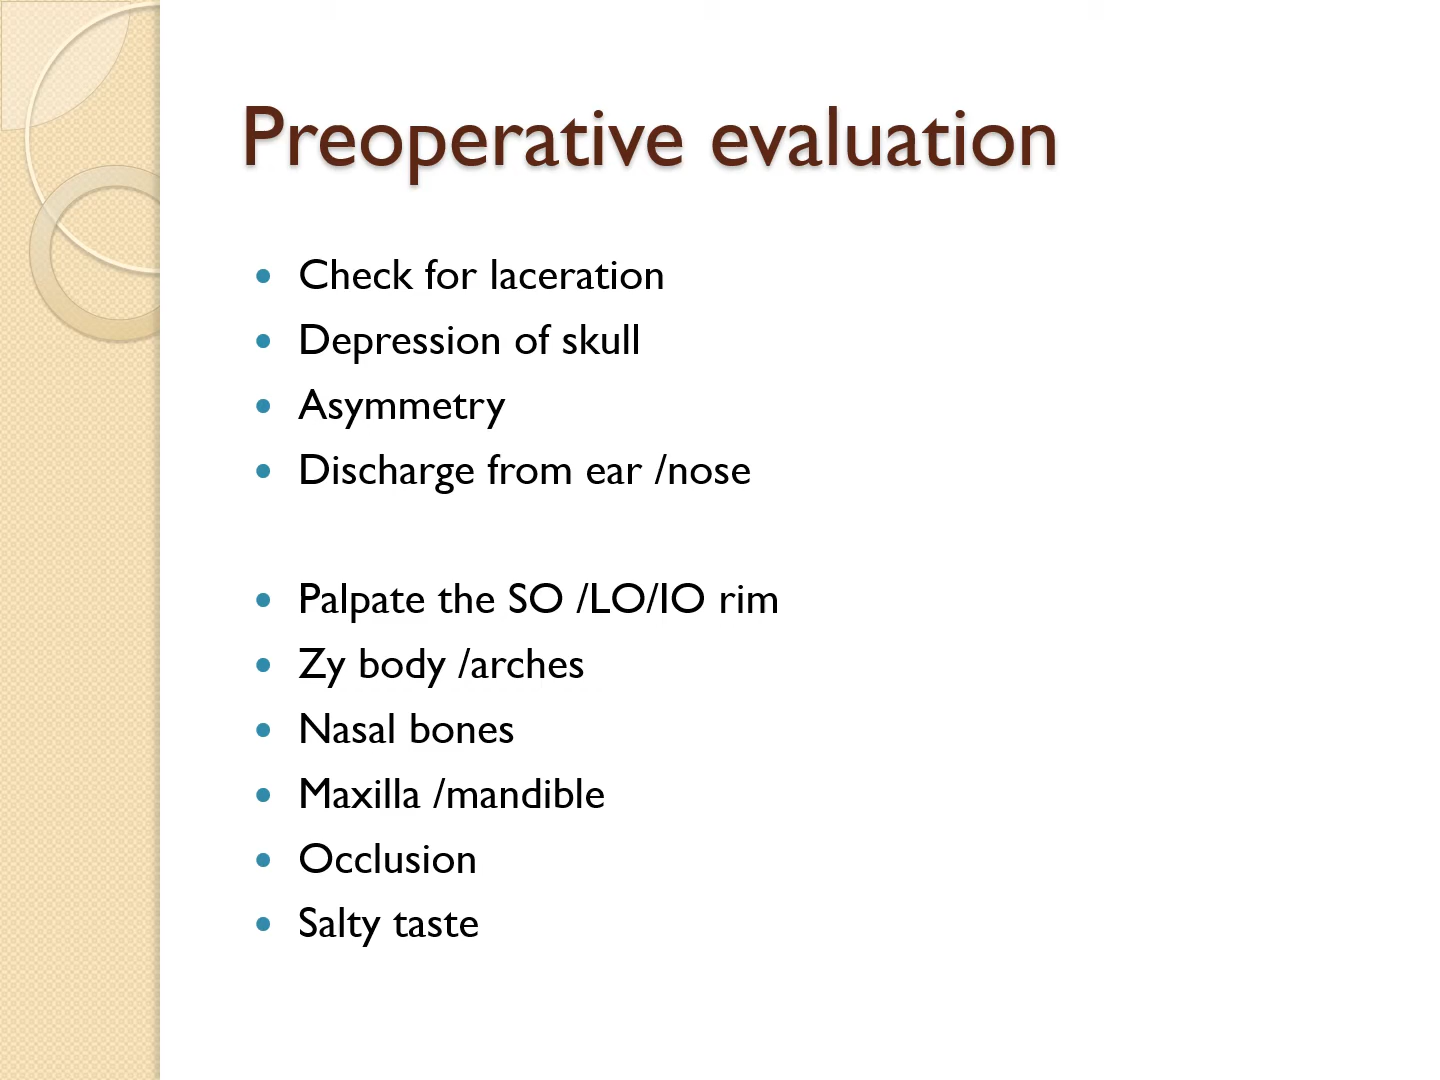 Preoperative evaluation
Check for laceration
Depression of skull
Asymmetry
Discharge from ear /nose
Palpate the SO /LO/IO rim
Zy body /arches
Nasal bones
Maxilla /mandible
Occlusion
Salty taste